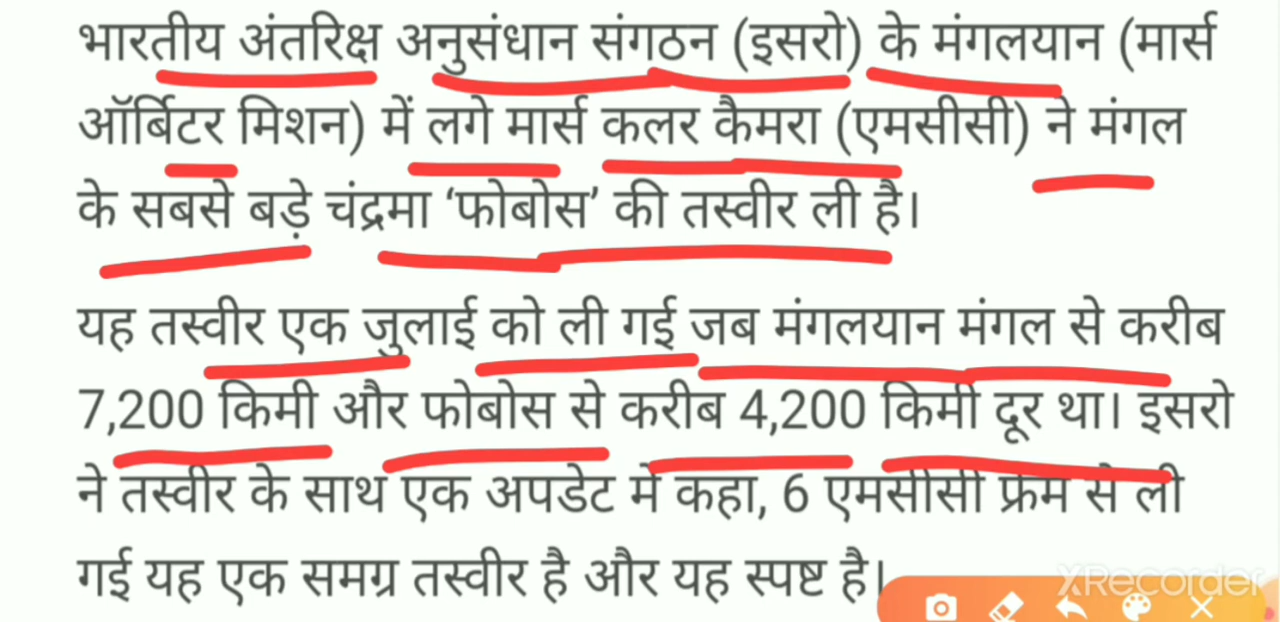 भारतीय अंतरिक्ष अनुसंधान संगठन (इसरो) के मंगलयान (मार्स
ऑर्बिटर मिशन) में लगे मार्स कलर कैमरा (एमसीसी) ने मंगल
के सबसे बड़े चंद्रमा ‘फोबोस’ की तस्वीर ली है।
यह तस्वीर एक जुलाई को ली गई जब मंगलयान मंगल से करीब
7,200 किमी और फोबोस से करीब 4,200 किमी दूर था। इसरो
ने तस्वीर के साथ एक अपडेट में कहा, 6 एमसीसी फ्रेम से ली
गई यह एक समग्र तस्वीर है और यह स्पष्ट है।
XRecorder